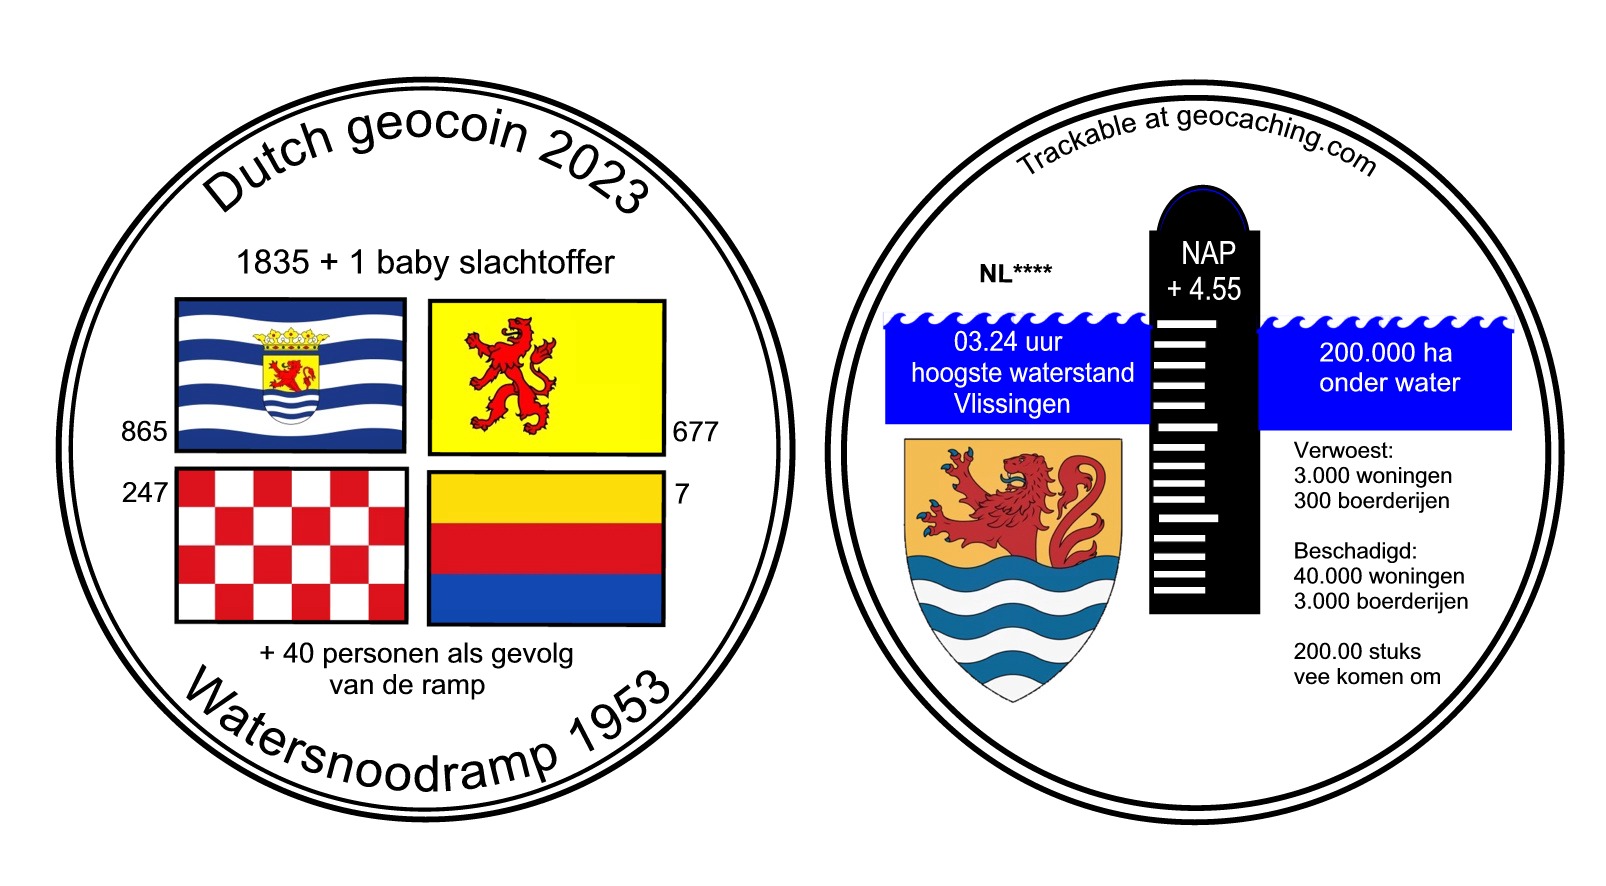 Dutch geocoin 2023
1835 + 1 baby slachtoffer
865
677
247
7
+ 40 personen als gevolg
van de ramp
Watersnoodramp 1953
Trackable at geocaching.com
NL****
NAP
+ 4.55
03.24 uur
hoogste waterstand
Vlissingen
200.000 ha
onder water
Verwoest:
3.000 woningen
300 boerderijen
Beschadigd:
40.000 woningen
3.000 boerderijen
200.00 stuks
vee komen om